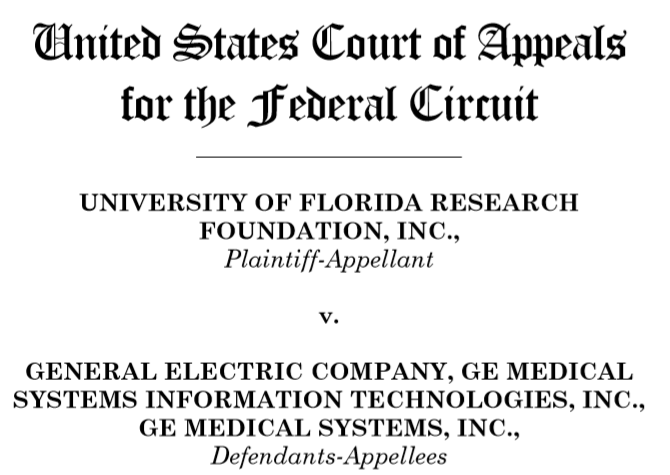 United States Court of Appeals
for the Federal Circuit
UNIVERSITY OF FLORIDA RESEARCH
FOUNDATION, INC.,
Plaintiff-Appellant
v.
GENERAL ELECTRIC COMPANY, GE MEDICAL
SYSTEMS INFORMATION TECHNOLOGIES, INC.,
GE MEDICAL SYSTEMS, INC.,
Defendants-Appellees